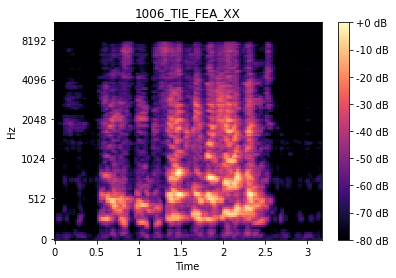 1006_TIE_FEA_XX
+0 dB
8192
-10 dB
4096
-20 dB
-30 dB
2048
Hz
-40 dB
1024
-50 dB
512
-60 dB
-70 dB
0
-80 dB
0 0.5 1 1.5 2 2.5 3
Time